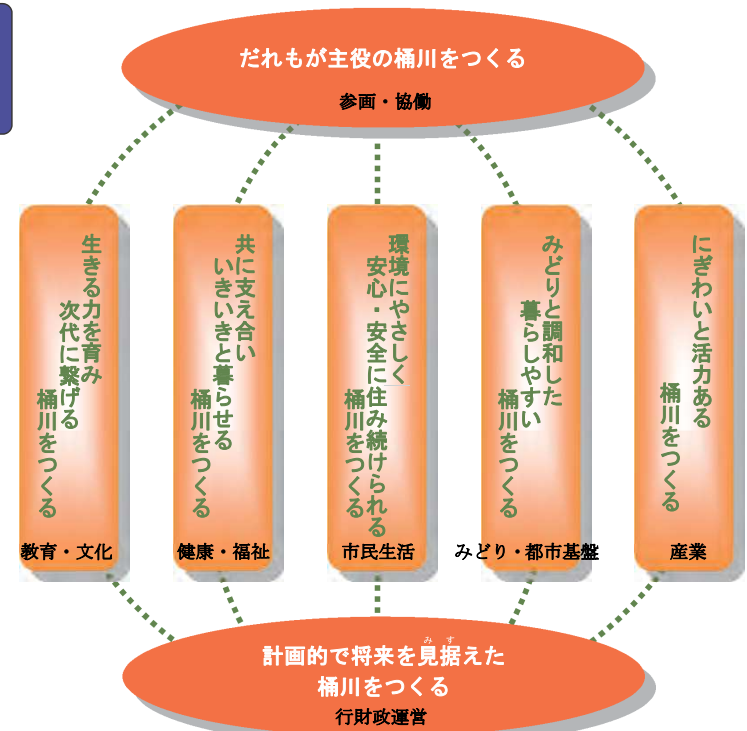 だれもが主役の桶川をつくる
参画・協働
生きる力を育み
次代に繋げる
桶川をつくる
教育・文化
共に支え合い
いきいきと暮らせる
桶川をつくる
健康・福祉
環境にやさしく
安心・安全に住み続けられる
桶川をつくる
市民生活
みどりと調和した
暮らしやすい
桶川をつくる
みどり・都市基盤
にぎわいと活力ある
桶川をつくる
産業
みす
計画的で将来を見据えた
桶川をつくる
行財政運営